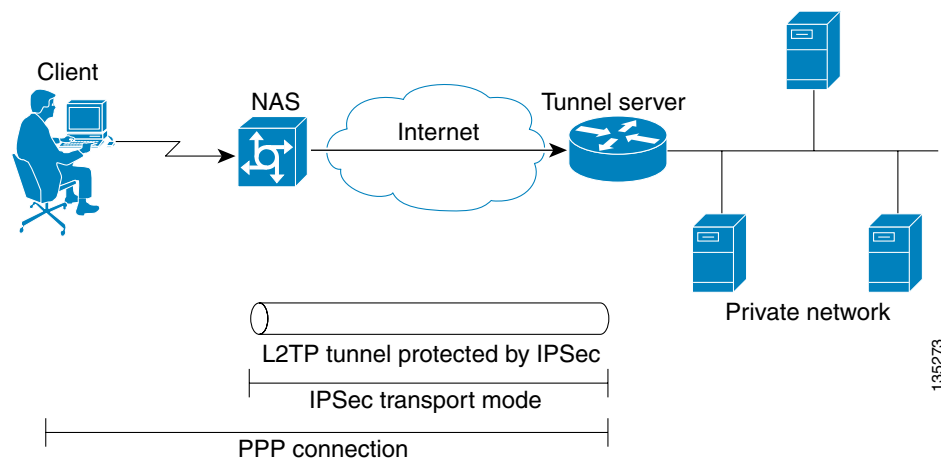 Client
NAS
Internet
Tunnel server
Private network
L2TP tunnel protected by IPSec
IPSec transport mode
PPP connection
135273